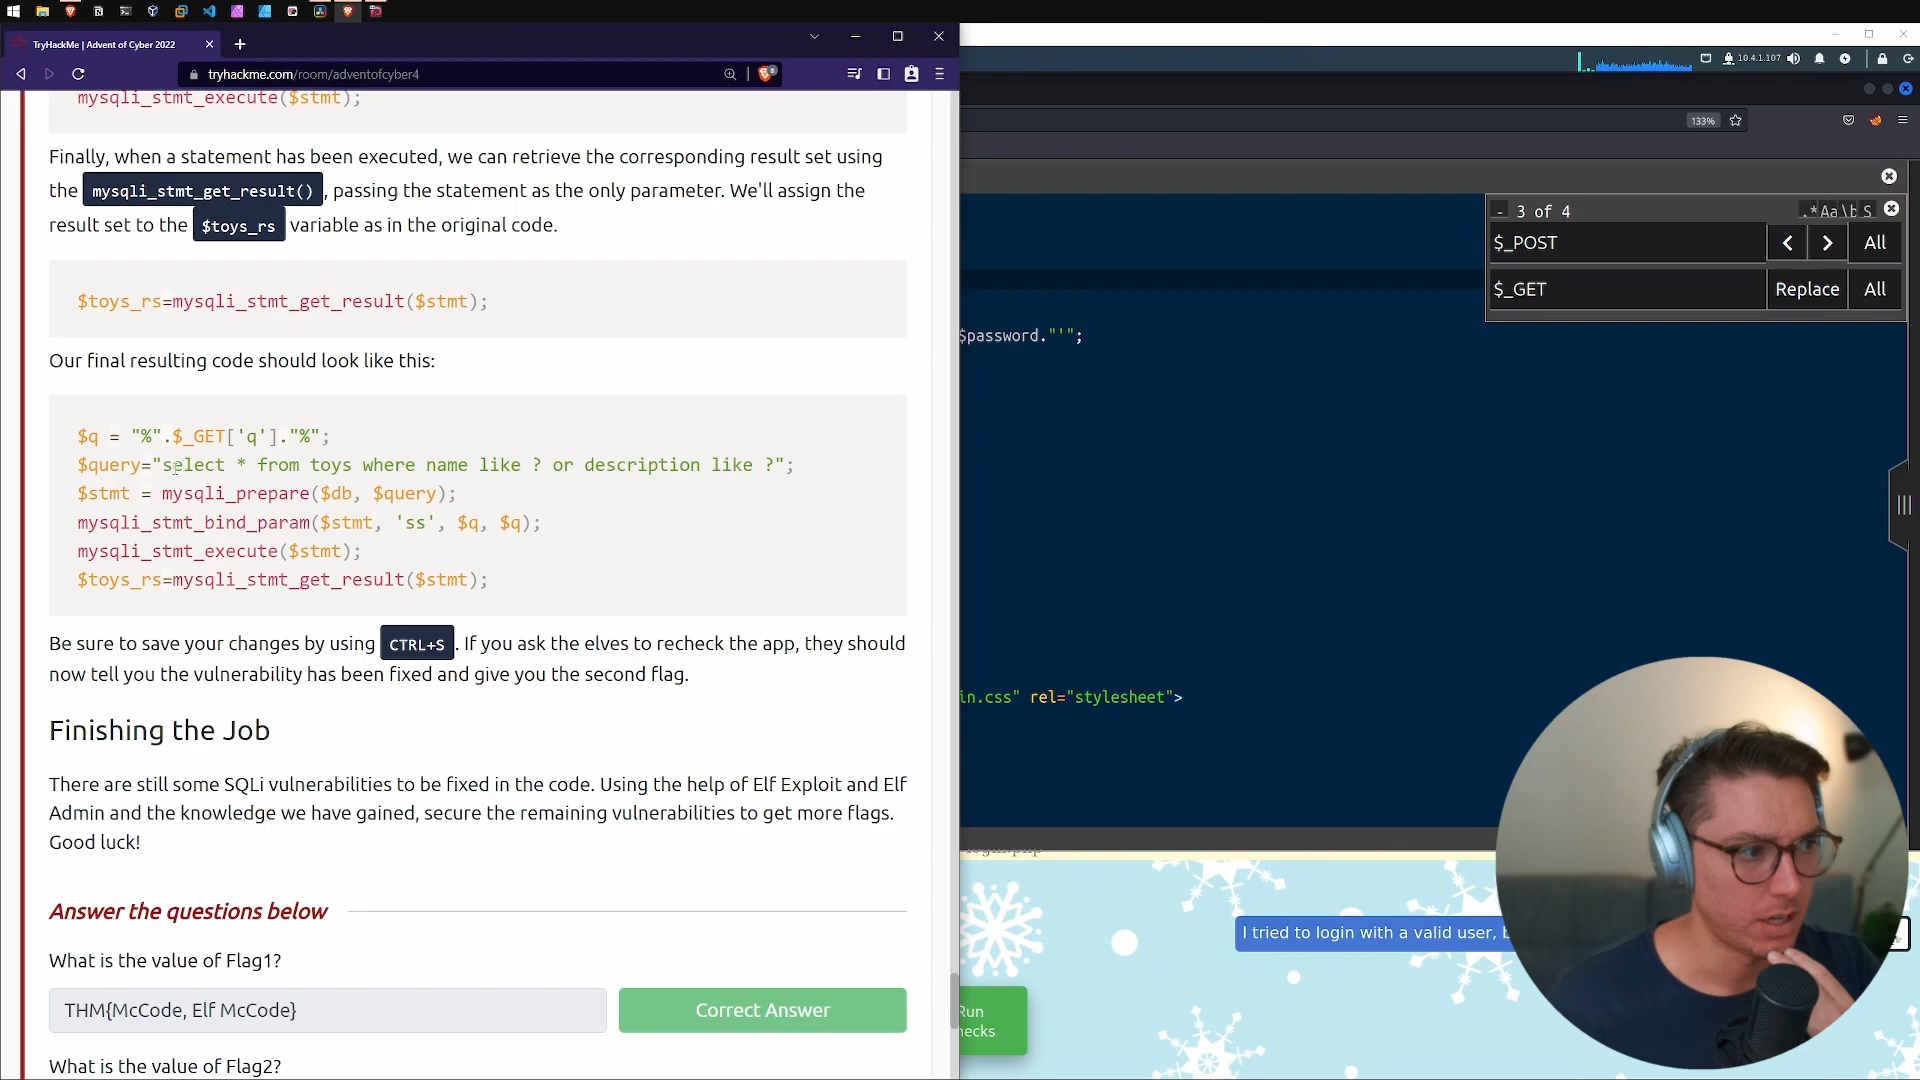 TryHackMe | Advent of Cyber 2022
tryhackme.com/room/adventofcyber4
mysqli_stmt_execute($stmt);
Finally, when a statement has been executed, we can retrieve the corresponding result set using
the mysqli_stmt_get_result(), passing the statement as the only parameter. We'll assign the
result set to the $toys_rs variable as in the original code.
$toys_rs=mysqli_stmt_get_result($stmt);
Our final resulting code should look like this:
$q = "%".$_GET['q']."%";
$query="select * from toys where name like ? or description like ?";
$stmt = mysqli_prepare($db, $query);
mysqli_stmt_bind_param($stmt, 'ss', $q, $q);
mysqli_stmt_execute($stmt);
$toys_rs=mysqli_stmt_get_result($stmt);
Be sure to save your changes by using CTRL+S. If you ask the elves to recheck the app, they should
now tell you the vulnerability has been fixed and give you the second flag.
Finishing the Job
There are still some SQLi vulnerabilities to be fixed in the code. Using the help of Elf Exploit and Elf
Admin and the knowledge we have gained, secure the remaining vulnerabilities to get more flags.
Good luck!
Answer the questions below
What is the value of Flag1?
THM{McCode, Elf McCode}
Correct Answer
What is the value of Flag2?
10.4.1.107
133%
- 3 of 4
.* Aa \b S
$_POST
All
$_GET
Replace
All
$password."'";
in.css" rel="stylesheet">
login.php
I tried to login with a valid user, b
Run
hecks